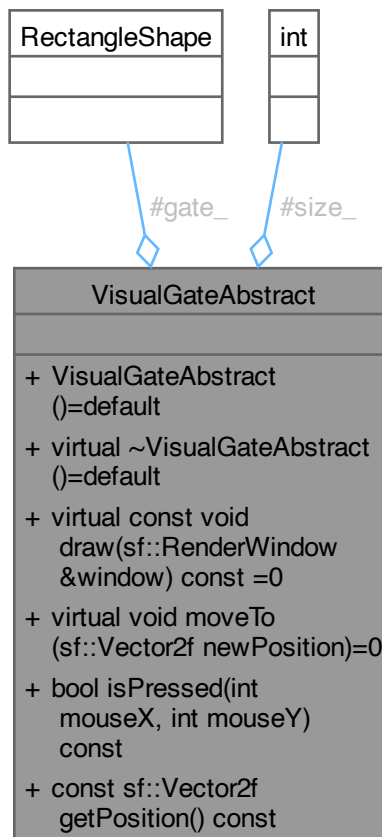 RectangleShape
int
#gate_
#size_
VisualGateAbstract
+ VisualGateAbstract
()=default
+ virtual ~VisualGateAbstract
()=default
+ virtual const void
draw(sf::RenderWindow
&window) const =0
+ virtual void moveTo
(sf::Vector2f newPosition)=0
+ bool isPressed(int
mouseX, int mouseY)
const
+ const sf::Vector2f
getPosition() const